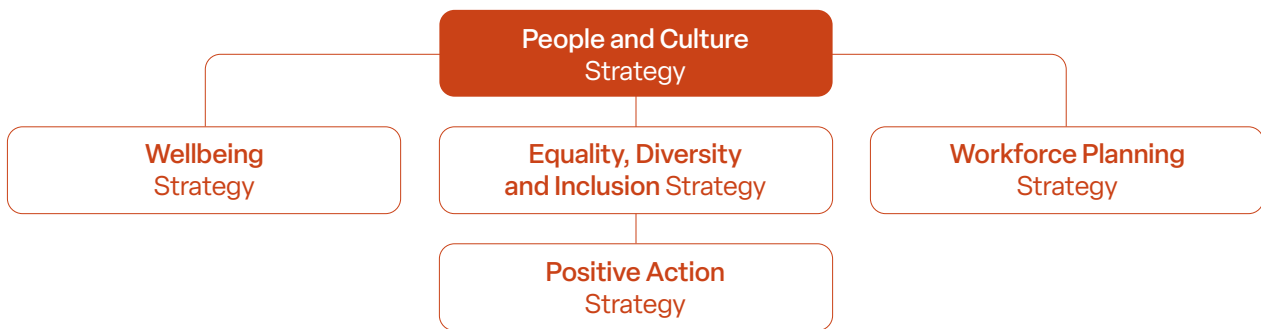 People and Culture
Strategy
Wellbeing
Strategy
Equality, Diversity
and Inclusion Strategy
Workforce Planning
Strategy
Positive Action
Strategy